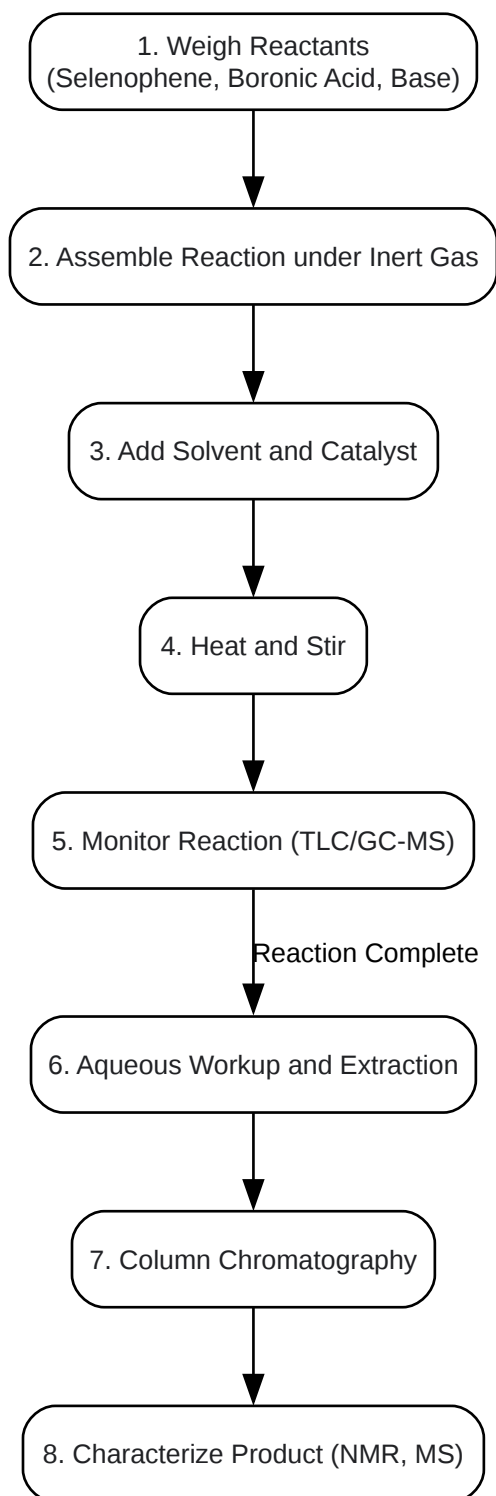 1. Weigh Reactants
(Selenophene, Boronic Acid, Base)
2. Assemble Reaction under Inert Gas
3. Add Solvent and Catalyst
4. Heat and Stir
5. Monitor Reaction (TLC/GC-MS)
Reaction Complete
6. Aqueous Workup and Extraction
7. Column Chromatography
8. Characterize Product (NMR, MS)